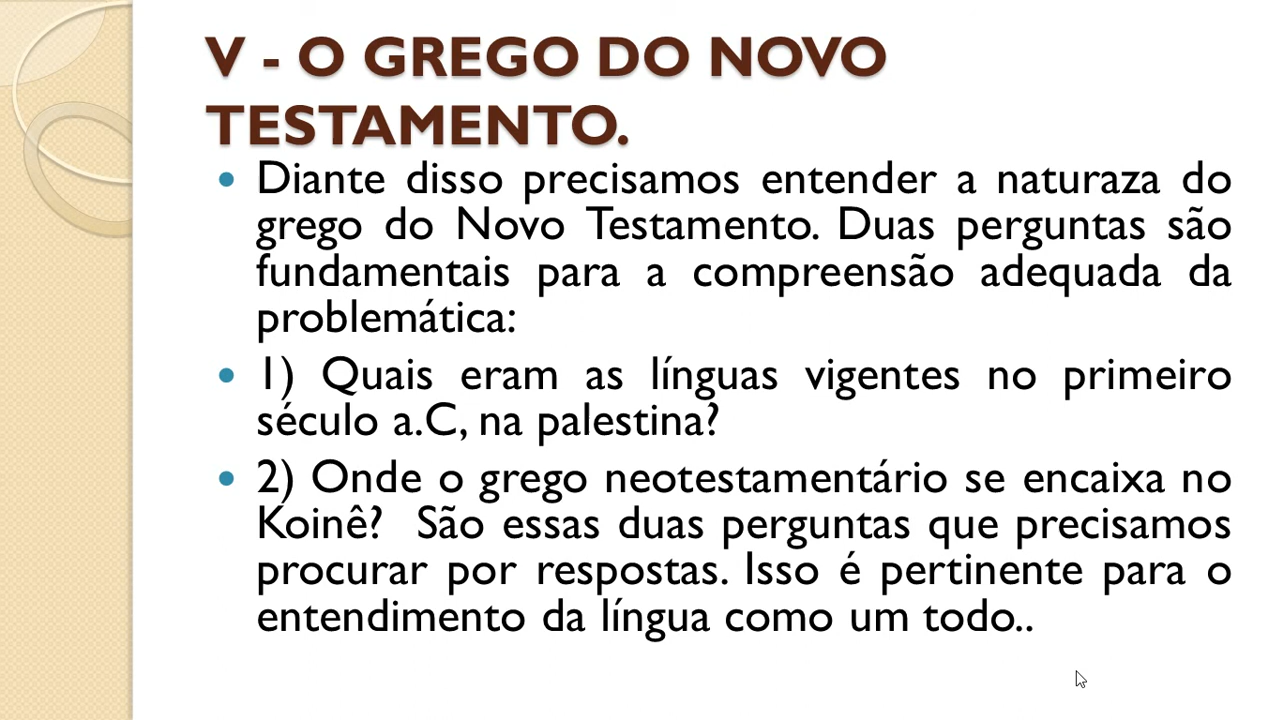 V - O GREGO DO NOVO
TESTAMENTO.
• Diante disso precisamos entender a naturaza do
grego do Novo Testamento. Duas perguntas são
fundamentais para a compreensão adequada da
problemática:
• 1) Quais eram as línguas vigentes no primeiro
século a.C, na palestina?
• 2) Onde o grego neotestamentário se encaixa no
Koinê? São essas duas perguntas que precisamos
procurar por respostas. Isso é pertinente para o
entendimento da língua como um todo..